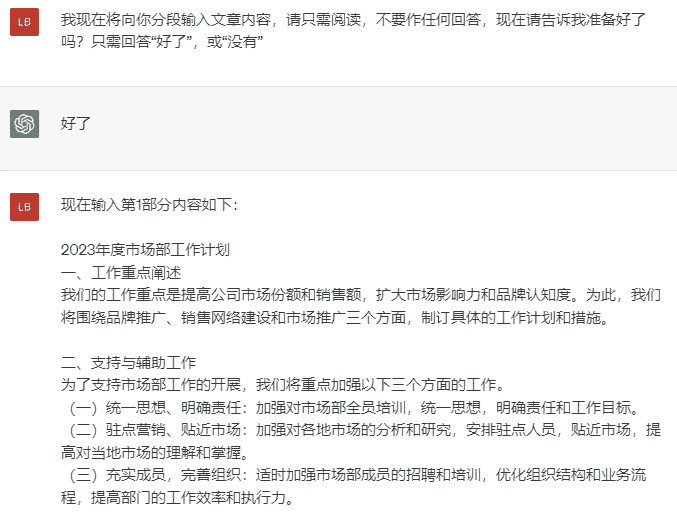 LB
我现在将向你分段输入文章内容，请只需阅读，不要作任何回答，现在请告诉我准备好了
吗？只需回答“好了”，或“没有”
好了
LB
现在输入第1部分内容如下：
2023年度市场部工作计划
一、工作重点阐述
我们的工作重点是提高公司市场份额和销售额，扩大市场影响力和品牌认知度。为此，我们
将围绕品牌推广、销售网络建设和市场推广三个方面，制订具体的工作计划和措施。
二、支持与辅助工作
为了支持市场部工作的开展，我们将重点加强以下三个方面的工作。
（一）统一思想、明确责任：加强对市场部全员培训，统一思想，明确责任和工作目标。
（二）驻点营销、贴近市场：加强对各地市场的分析和研究，安排驻点人员，贴近市场，提
高对当地市场的理解和掌握。
（三）充实成员，完善组织：适时加强市场部成员的招聘和培训，优化组织结构和业务流
程，提高部门的工作效率和执行力。